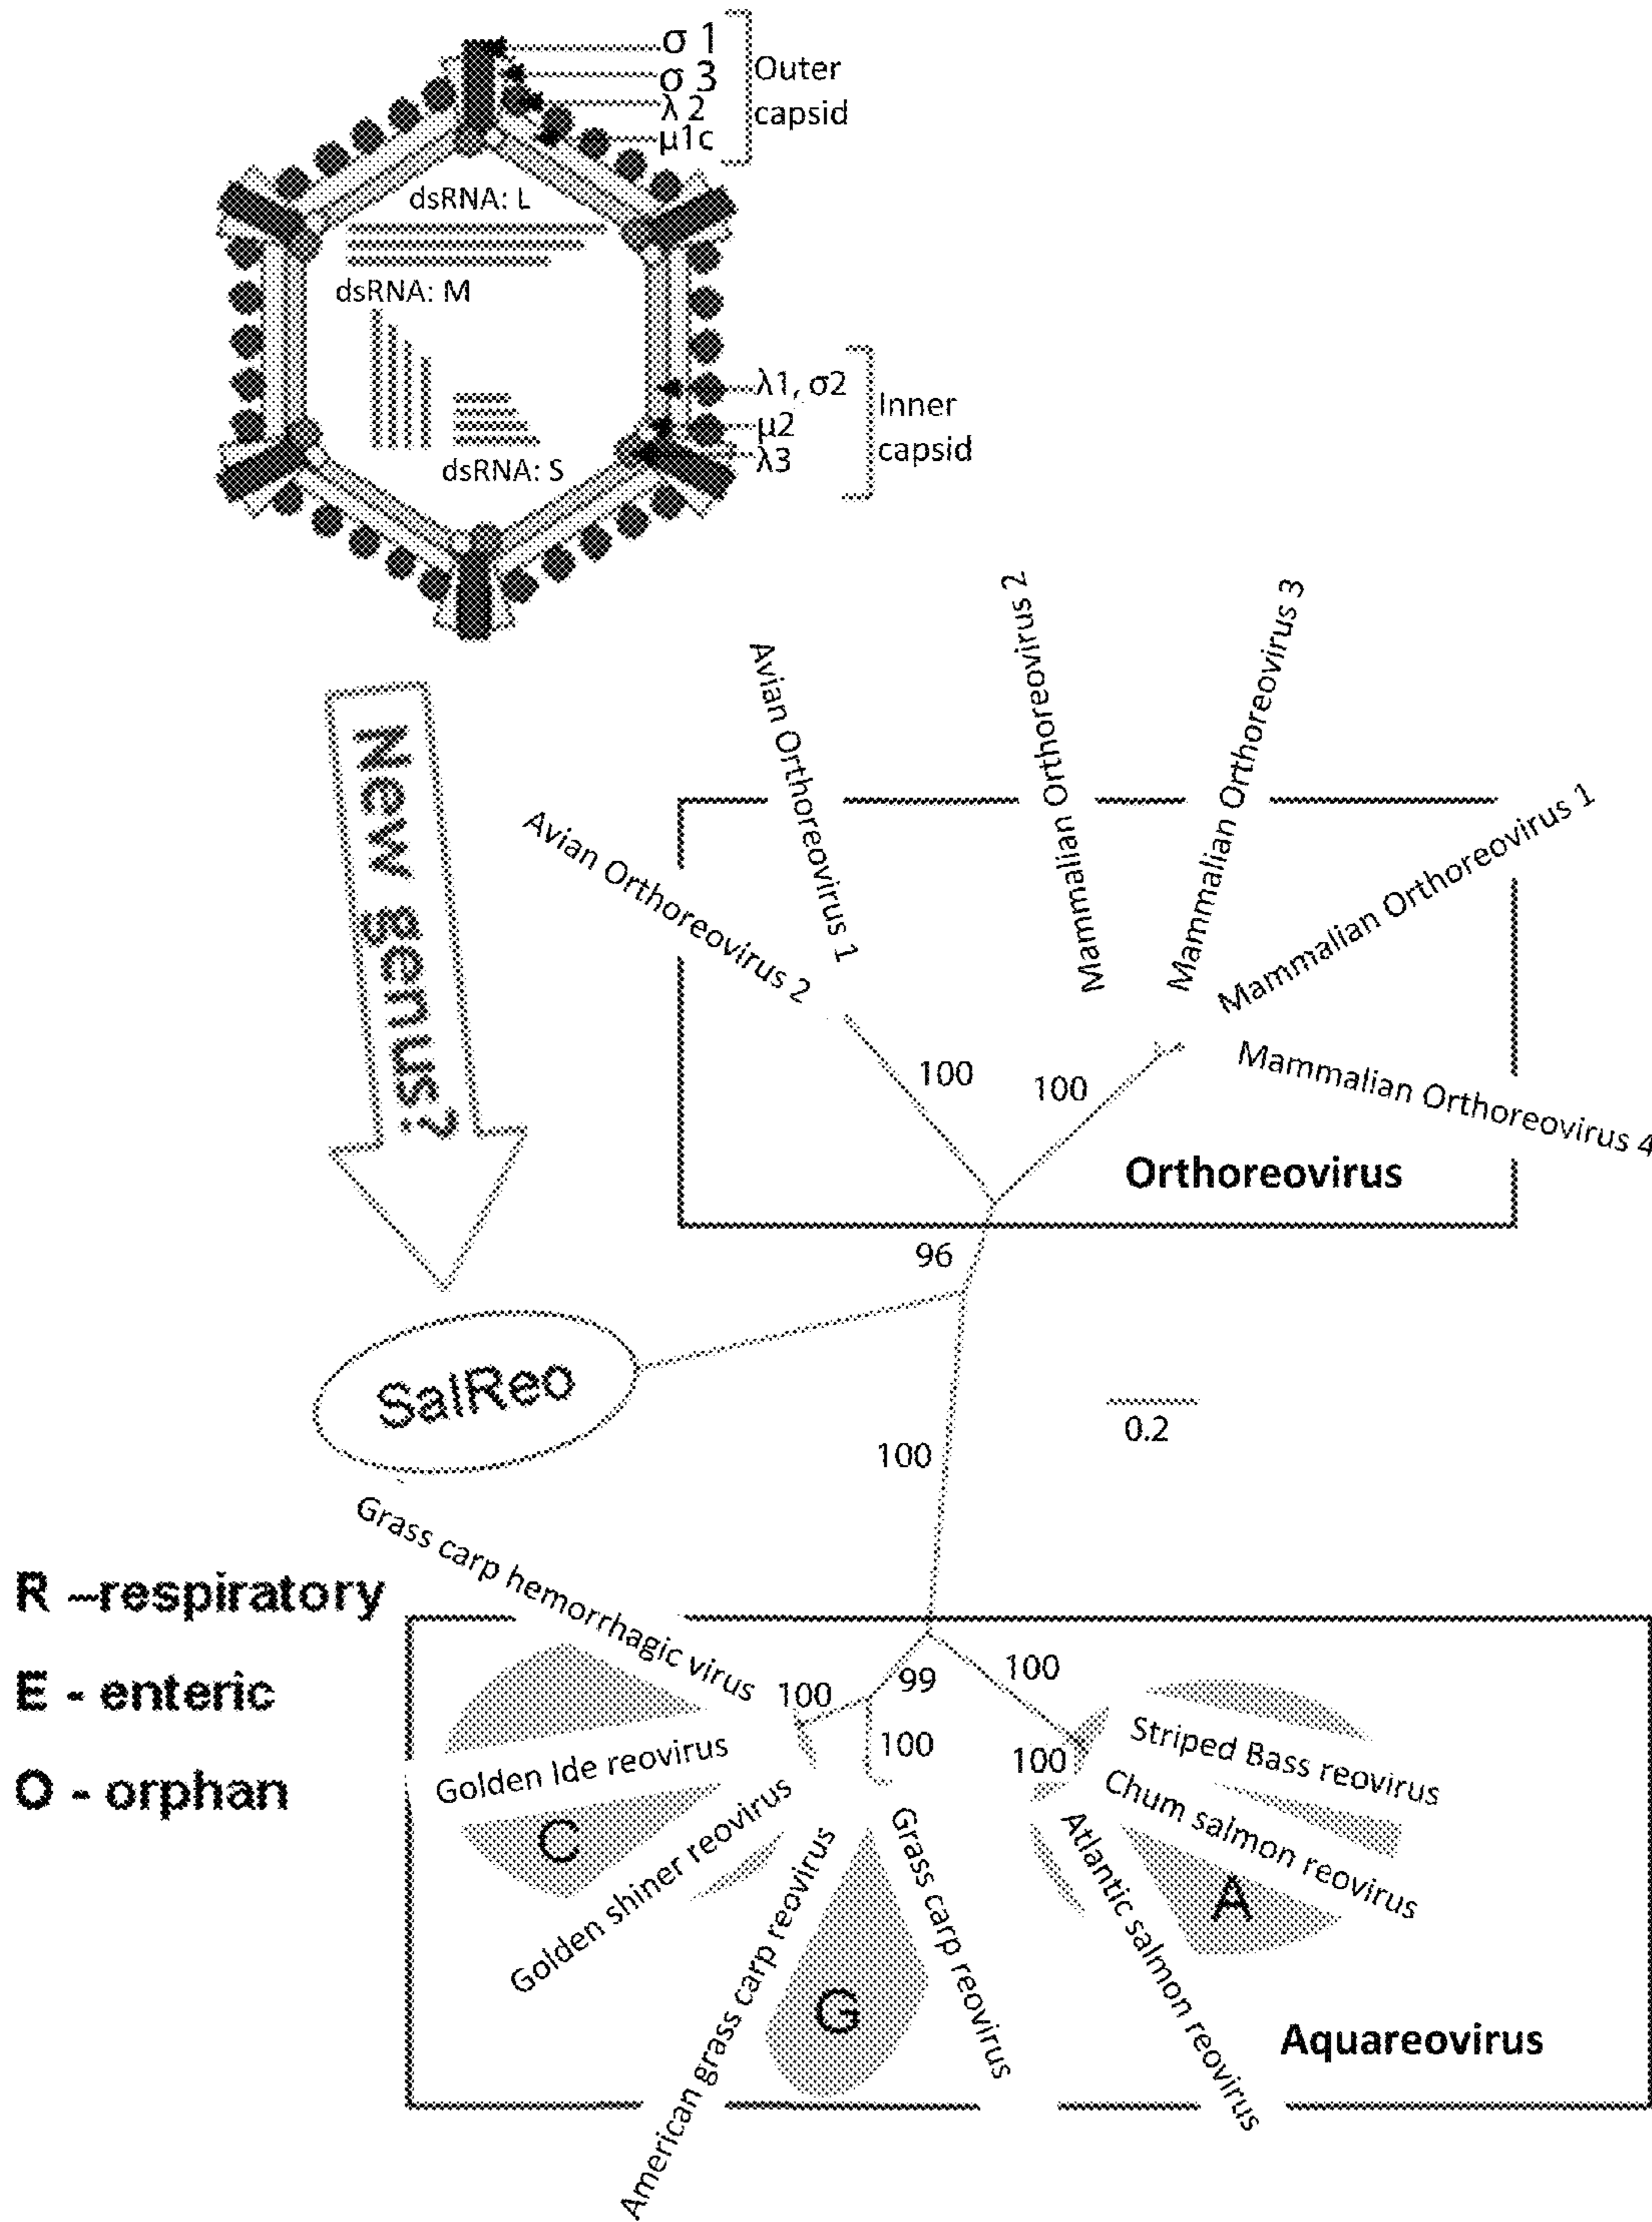 σ 1
σ 3
λ 2
μ1c
Outer
capsid
dsRNA: L
dsRNA: M
dsRNA: S
λ1, σ2
μ2
λ3
Inner
capsid
New genus?
Avian Orthoreovirus 2
Avian Orthoreovirus 1
Mammalian Orthoreovirus 2
Mammalian Orthoreovirus 3
Mammalian Orthoreovirus 1
Mammalian Orthoreovirus 4
100
100
Orthoreovirus
96
SalReo
0.2
100
R –respiratory
E - enteric
O - orphan
Grass carp hemorrhagic virus
100
99
100
100
100
Golden Ide reovirus
C
Golden shiner reovirus
American grass carp reovirus
G
Grass carp reovirus
Striped Bass reovirus
Chum salmon reovirus
A
Atlantic salmon reovirus
Aquareovirus